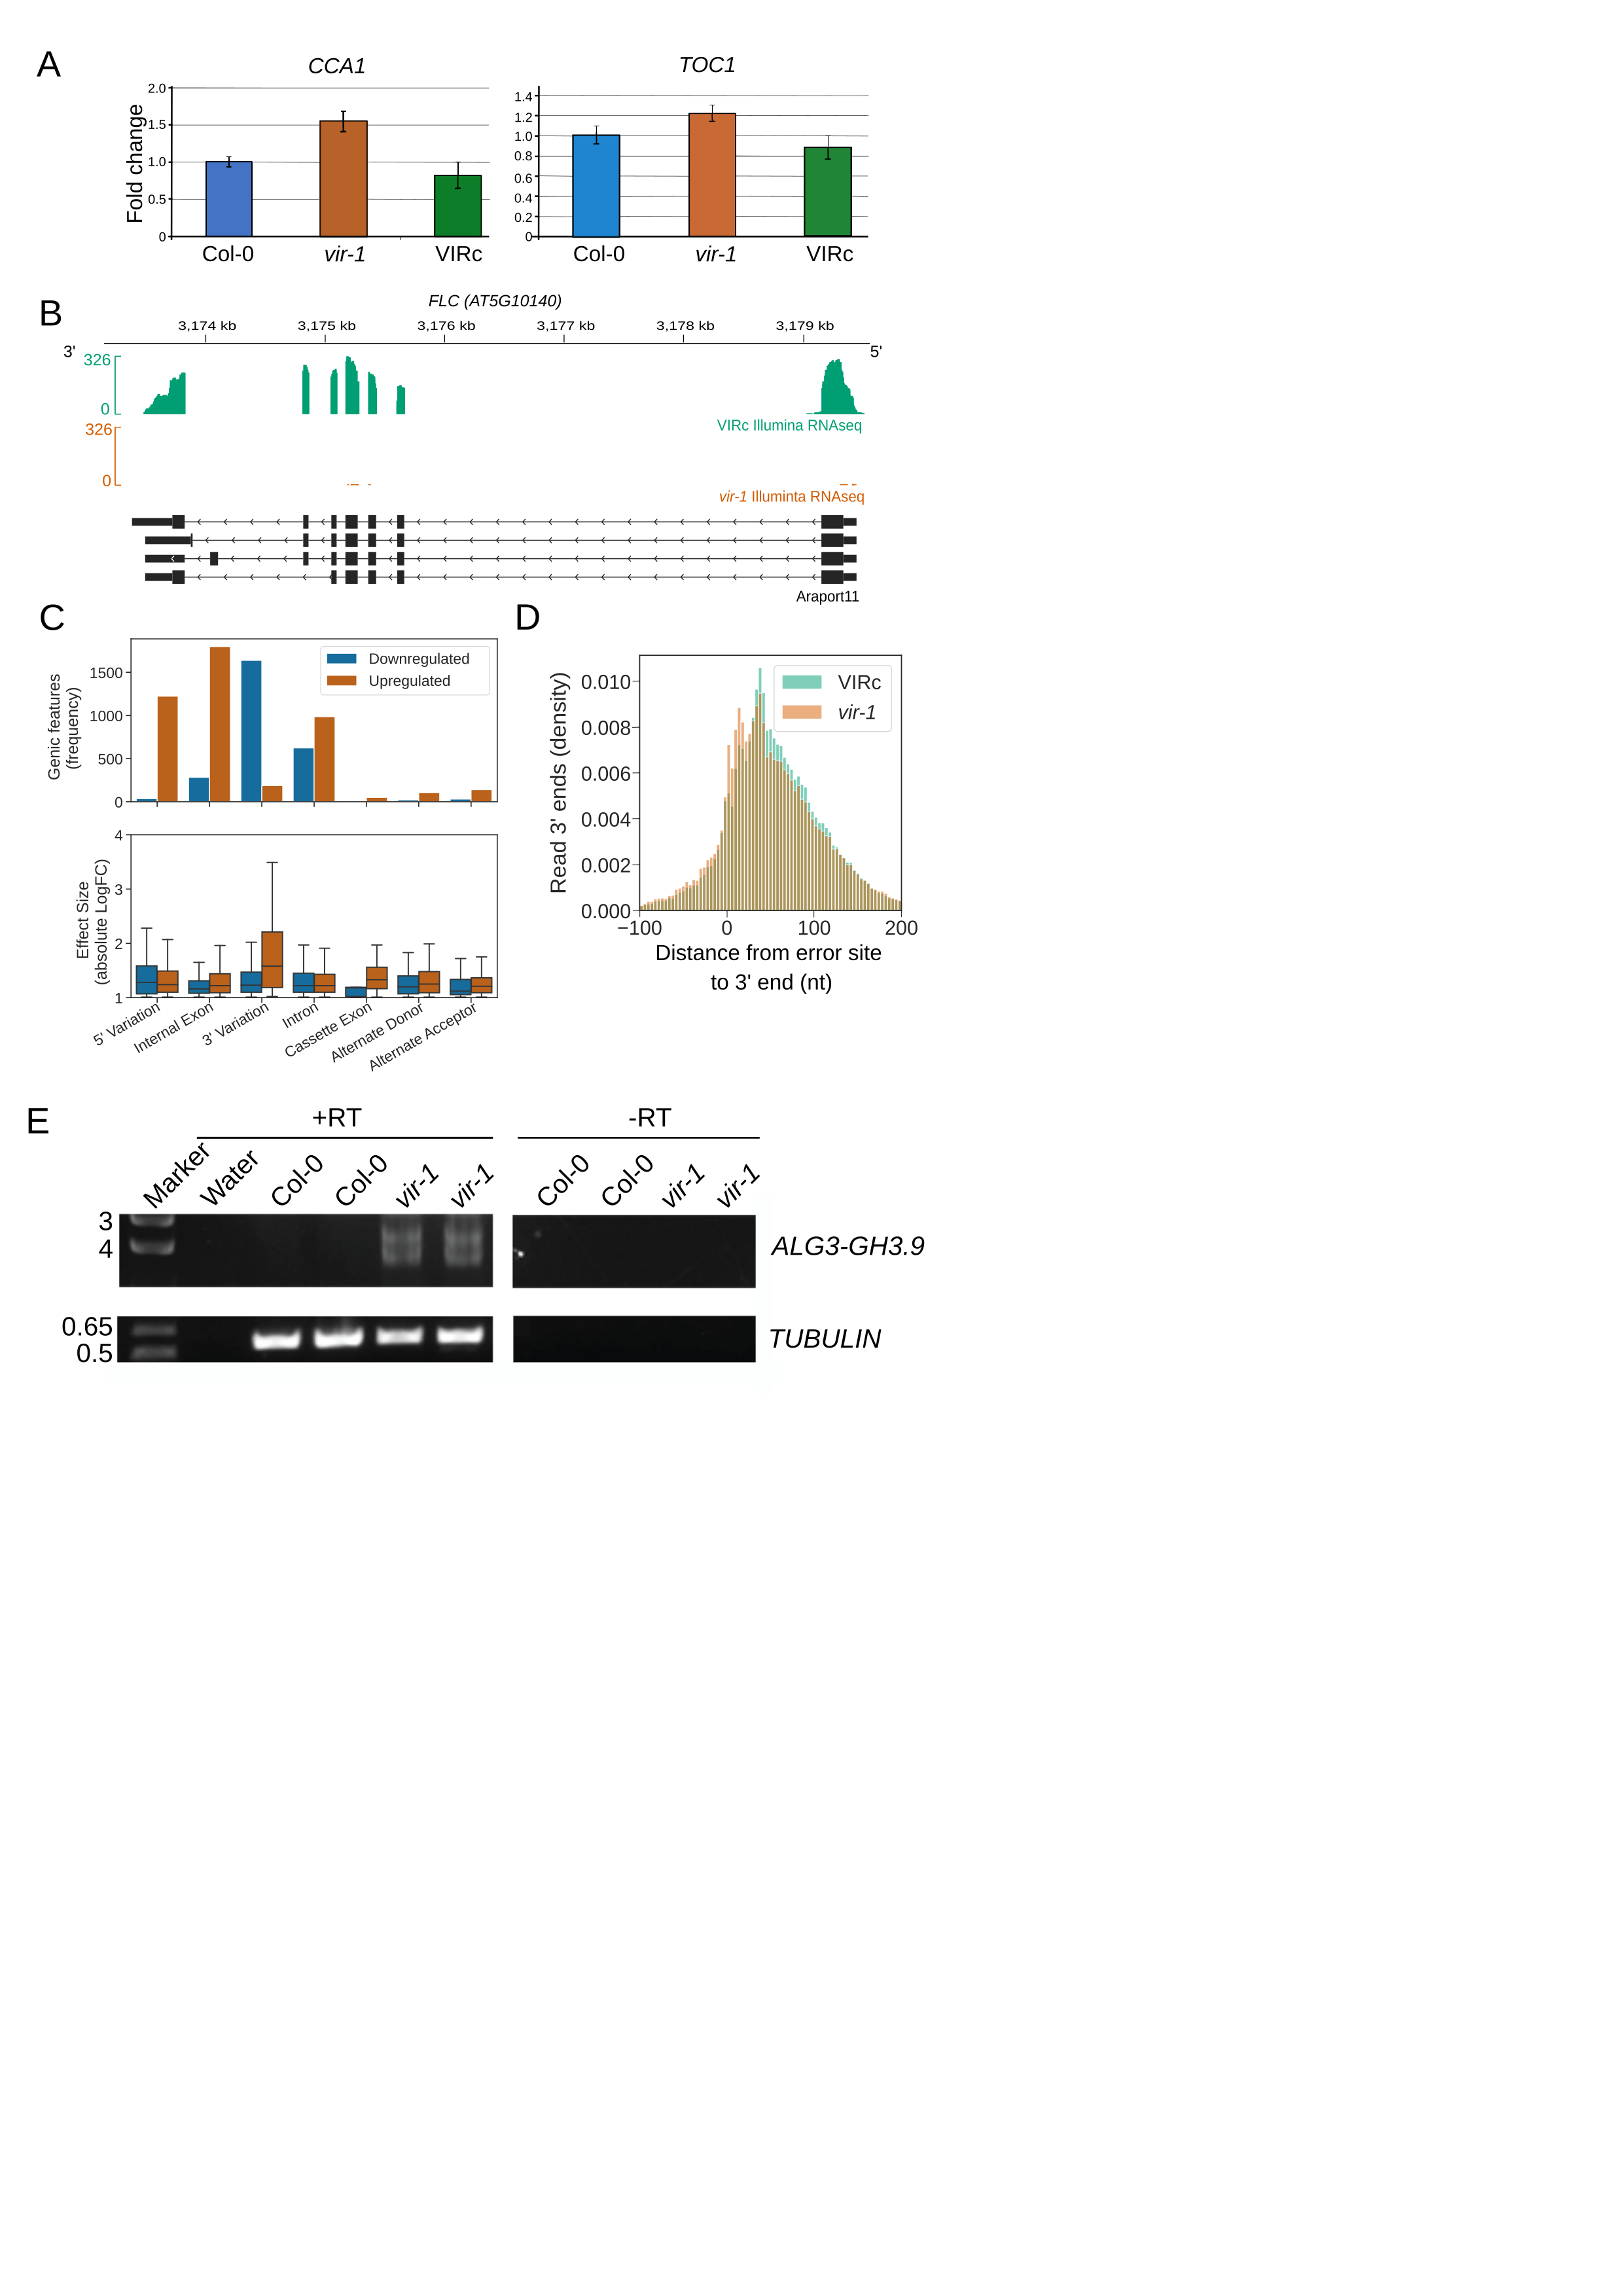 A
CCA1
TOC1
Fold change
2.0
1.5
1.0
0.5
0
Col-0
vir-1
VIRc
1.4
1.2
1.0
0.8
0.6
0.4
0.2
0
Col-0
vir-1
VIRc
B
FLC (AT5G10140)
3,174 kb
3,175 kb
3,176 kb
3,177 kb
3,178 kb
3,179 kb
3'
5'
326
0
VIRc Illumina RNAseq
326
0
vir-1 Illuminta RNAseq
Araport11
C
Genic features
(frequency)
1500
1000
500
0
Downregulated
Upregulated
Effect Size
(absolute LogFC)
4
3
2
1
5' Variation
Internal Exon
3' Variation
Intron
Cassette Exon
Alternate Donor
Alternate Acceptor
D
Read 3' ends (density)
0.010
0.008
0.006
0.004
0.002
0.000
VIRc
vir-1
−100
0
100
200
Distance from error site
to 3' end (nt)
E
+RT
-RT
Marker
Water
Col-0
Col-0
vir-1
vir-1
Col-0
Col-0
vir-1
vir-1
3
4
ALG3-GH3.9
0.65
0.5
TUBULIN